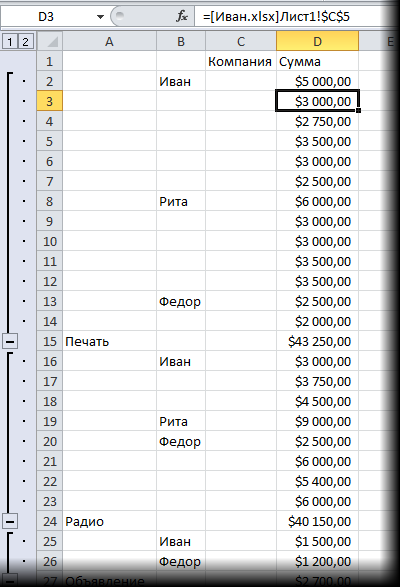 D3 fx =[Иван.xlsx]Лист1!$C$5
1 2 A B C D E
1 Компания Сумма
2 Иван $5 000,00
3 $3 000,00
4 $2 750,00
5 $3 500,00
6 $3 000,00
7 $2 500,00
8 Рита $6 000,00
9 $3 000,00
10 $3 000,00
11 $3 500,00
12 $3 500,00
13 Федор $2 500,00
14 $2 000,00
15 Печать $43 250,00
16 Иван $3 000,00
17 $3 750,00
18 $4 500,00
19 Рита $9 000,00
20 Федор $2 500,00
21 $6 000,00
22 $5 400,00
23 $6 000,00
24 Радио $40 150,00
25 Иван $1 500,00
26 Федор $1 200,00
27 Объявление $2 700,00